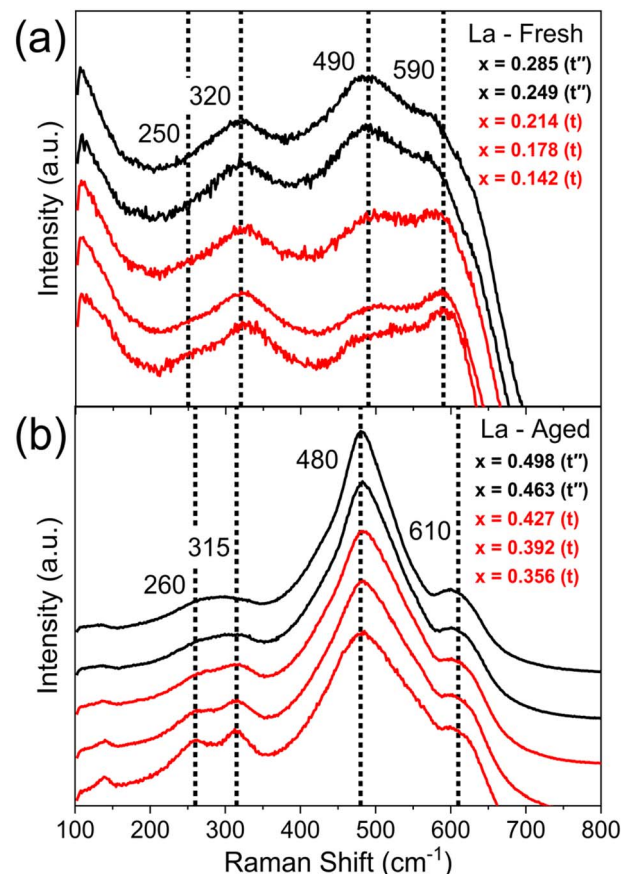 (a)
La - Fresh
x = 0.285 (t″)
x = 0.249 (t″)
x = 0.214 (t)
x = 0.178 (t)
x = 0.142 (t)
490
590
320
250
Intensity (a.u.)
(b)
La - Aged
x = 0.498 (t″)
x = 0.463 (t″)
x = 0.427 (t)
x = 0.392 (t)
x = 0.356 (t)
480
610
315
260
Intensity (a.u.)
100 200 300 400 500 600 700 800
Raman Shift (cm⁻¹)